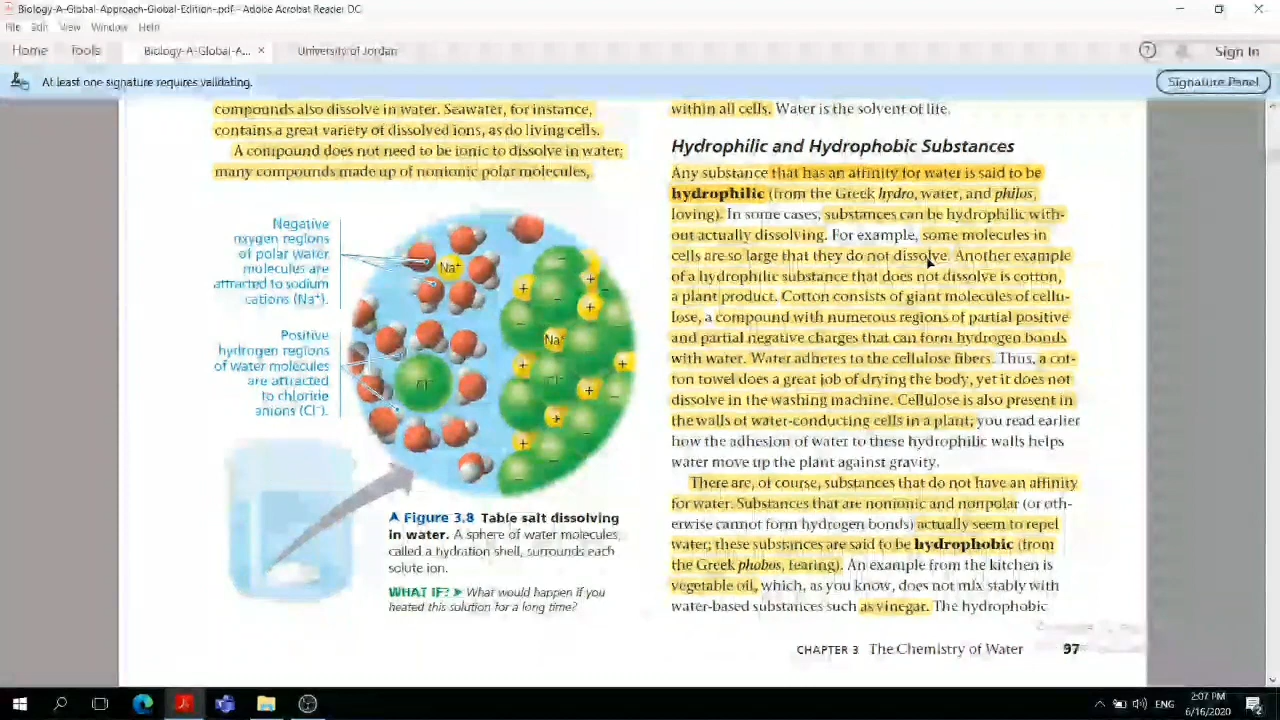 Biology-A-Global-Approach-Global-Edition-.pdf - Adobe Acrobat Reader DC
File Edit View Window Help
Home Tools Biology-A-Global-A... × University of Jordan Sign In
At least one signature requires validating. Signature Panel
compounds also dissolve in water. Seawater, for instance,
contains a great variety of dissolved ions, as do living cells.
A compound does not need to be ionic to dissolve in water;
many compounds made up of nonionic polar molecules,
Negative
oxygen regions
of polar water
molecules are
attracted to sodium
cations (Na⁺).
Positive
hydrogen regions
of water molecules
are attracted
to chloride
anions (Cl⁻).
Na⁺
Na⁺
Figure 3.8 Table salt dissolving
in water. A sphere of water molecules,
called a hydration shell, surrounds each
solute ion.
WHAT IF? ➤ What would happen if you
heated this solution for a long time?
within all cells. Water is the solvent of life.
Hydrophilic and Hydrophobic Substances
Any substance that has an affinity for water is said to be
hydrophilic (from the Greek hydro, water, and philos,
loving). In some cases, substances can be hydrophilic with-
out actually dissolving. For example, some molecules in
cells are so large that they do not dissolve. Another example
of a hydrophilic substance that does not dissolve is cotton,
a plant product. Cotton consists of giant molecules of cellu-
lose, a compound with numerous regions of partial positive
and partial negative charges that can form hydrogen bonds
with water. Water adheres to the cellulose fibers. Thus, a cot-
ton towel does a great job of drying the body, yet it does not
dissolve in the washing machine. Cellulose is also present in
the walls of water-conducting cells in a plant; you read earlier
how the adhesion of water to these hydrophilic walls helps
water move up the plant against gravity.
There are, of course, substances that do not have an affinity
for water. Substances that are nonionic and nonpolar (or oth-
erwise cannot form hydrogen bonds) actually seem to repel
water; these substances are said to be hydrophobic (from
the Greek phobos, fearing). An example from the kitchen is
vegetable oil, which, as you know, does not mix stably with
water-based substances such as vinegar. The hydrophobic
CHAPTER 3 The Chemistry of Water 97
ENG
2:07 PM
6/16/2020